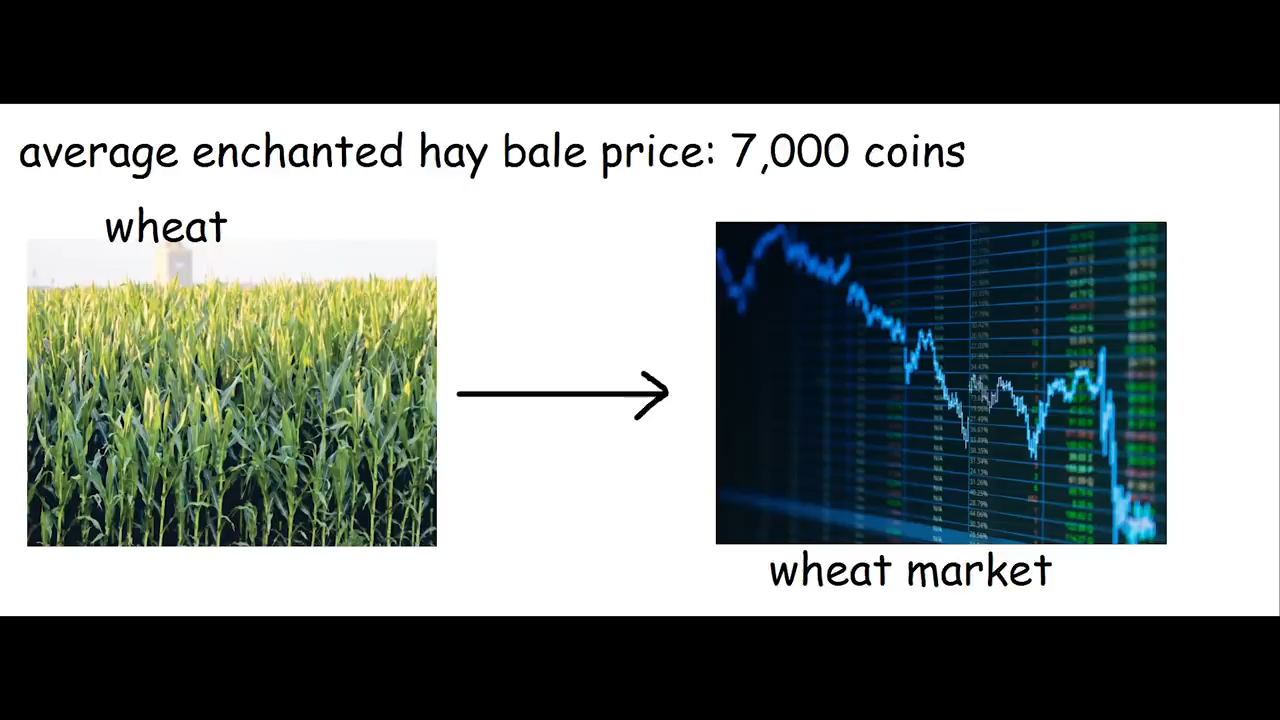 average enchanted hay bale price: 7,000 coins
wheat
wheat market